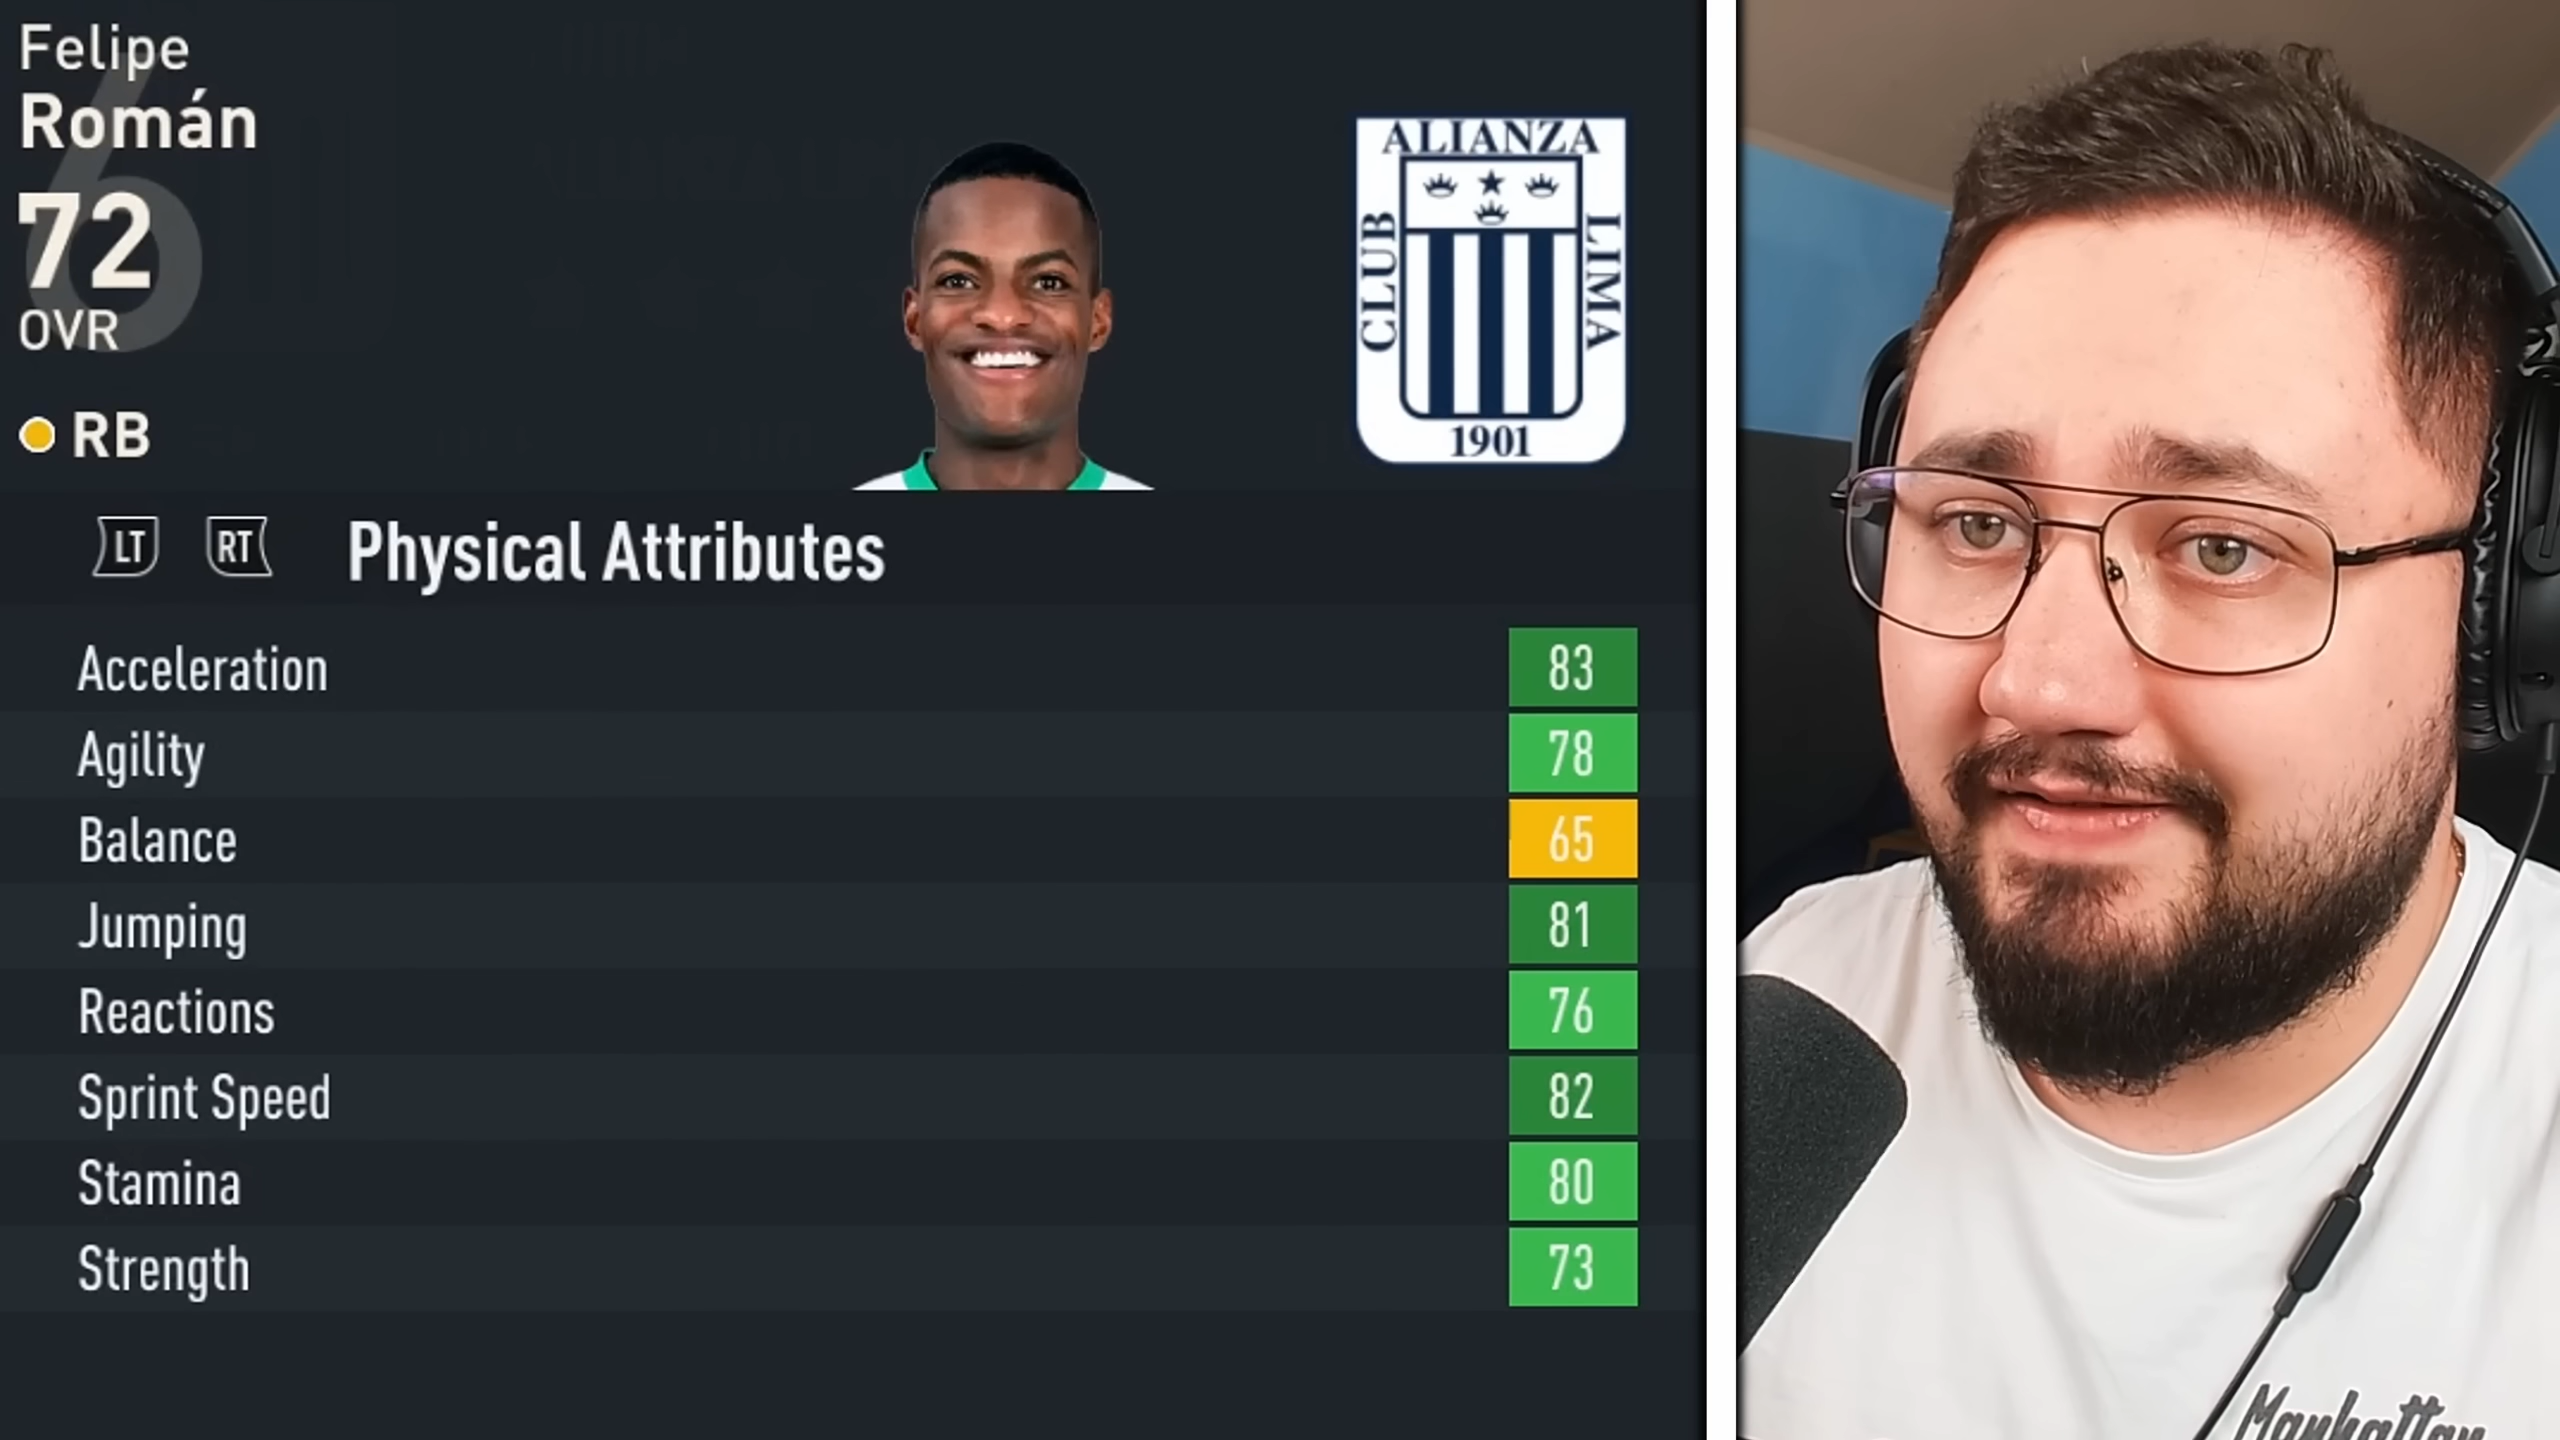 Felipe
Román
72
OVR
RB
ALIANZA
CLUB
LIMA
1901
LT RT Physical Attributes
Acceleration 83
Agility 78
Balance 65
Jumping 81
Reactions 76
Sprint Speed 82
Stamina 80
Strength 73
Manhattan